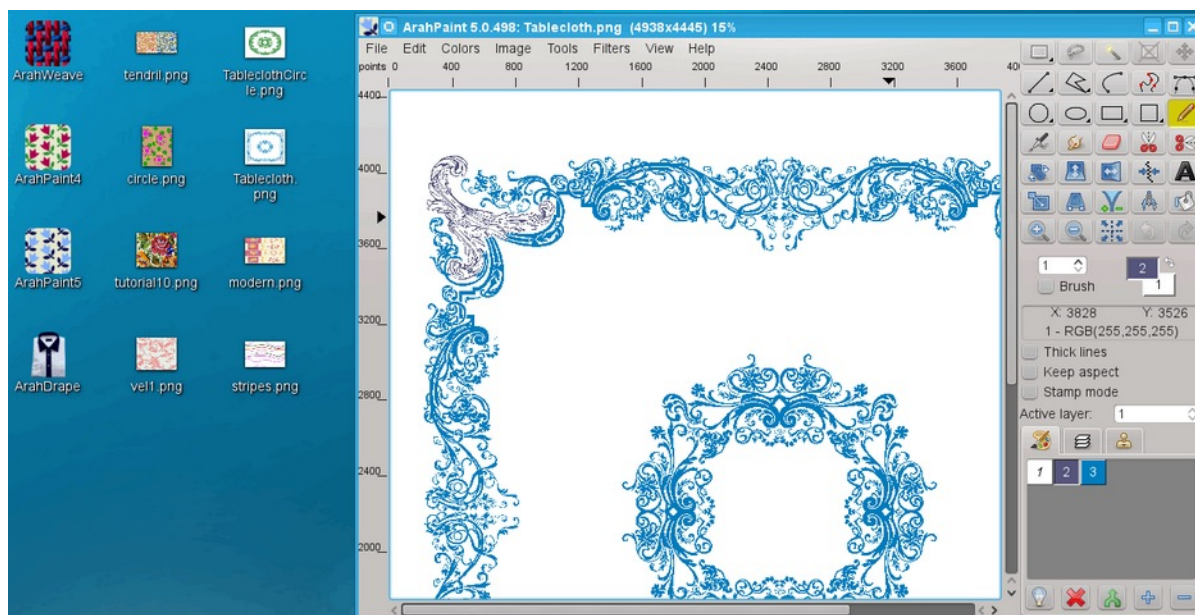 ArahWeave
tendril.png
TableclothCirc
le.png
ArahPaint4
circle.png
Tablecloth.
png
ArahPaint5
tutorial10.png
modern.png
ArahDrape
vel1.png
stripes.png
ArahPaint 5.0.498: Tablecloth.png (4938x4445) 15%
File Edit Colors Image Tools Filters View Help
points 0 400 800 1200 1600 2000 2400 2800 3200 3600 40
4400
4000
3600
3200
2800
2400
2000
A
1
2
1
Brush
X: 3828 Y: 3526
1 - RGB(255,255,255)
Thick lines
Keep aspect
Stamp mode
Active layer: 1
1 2 3